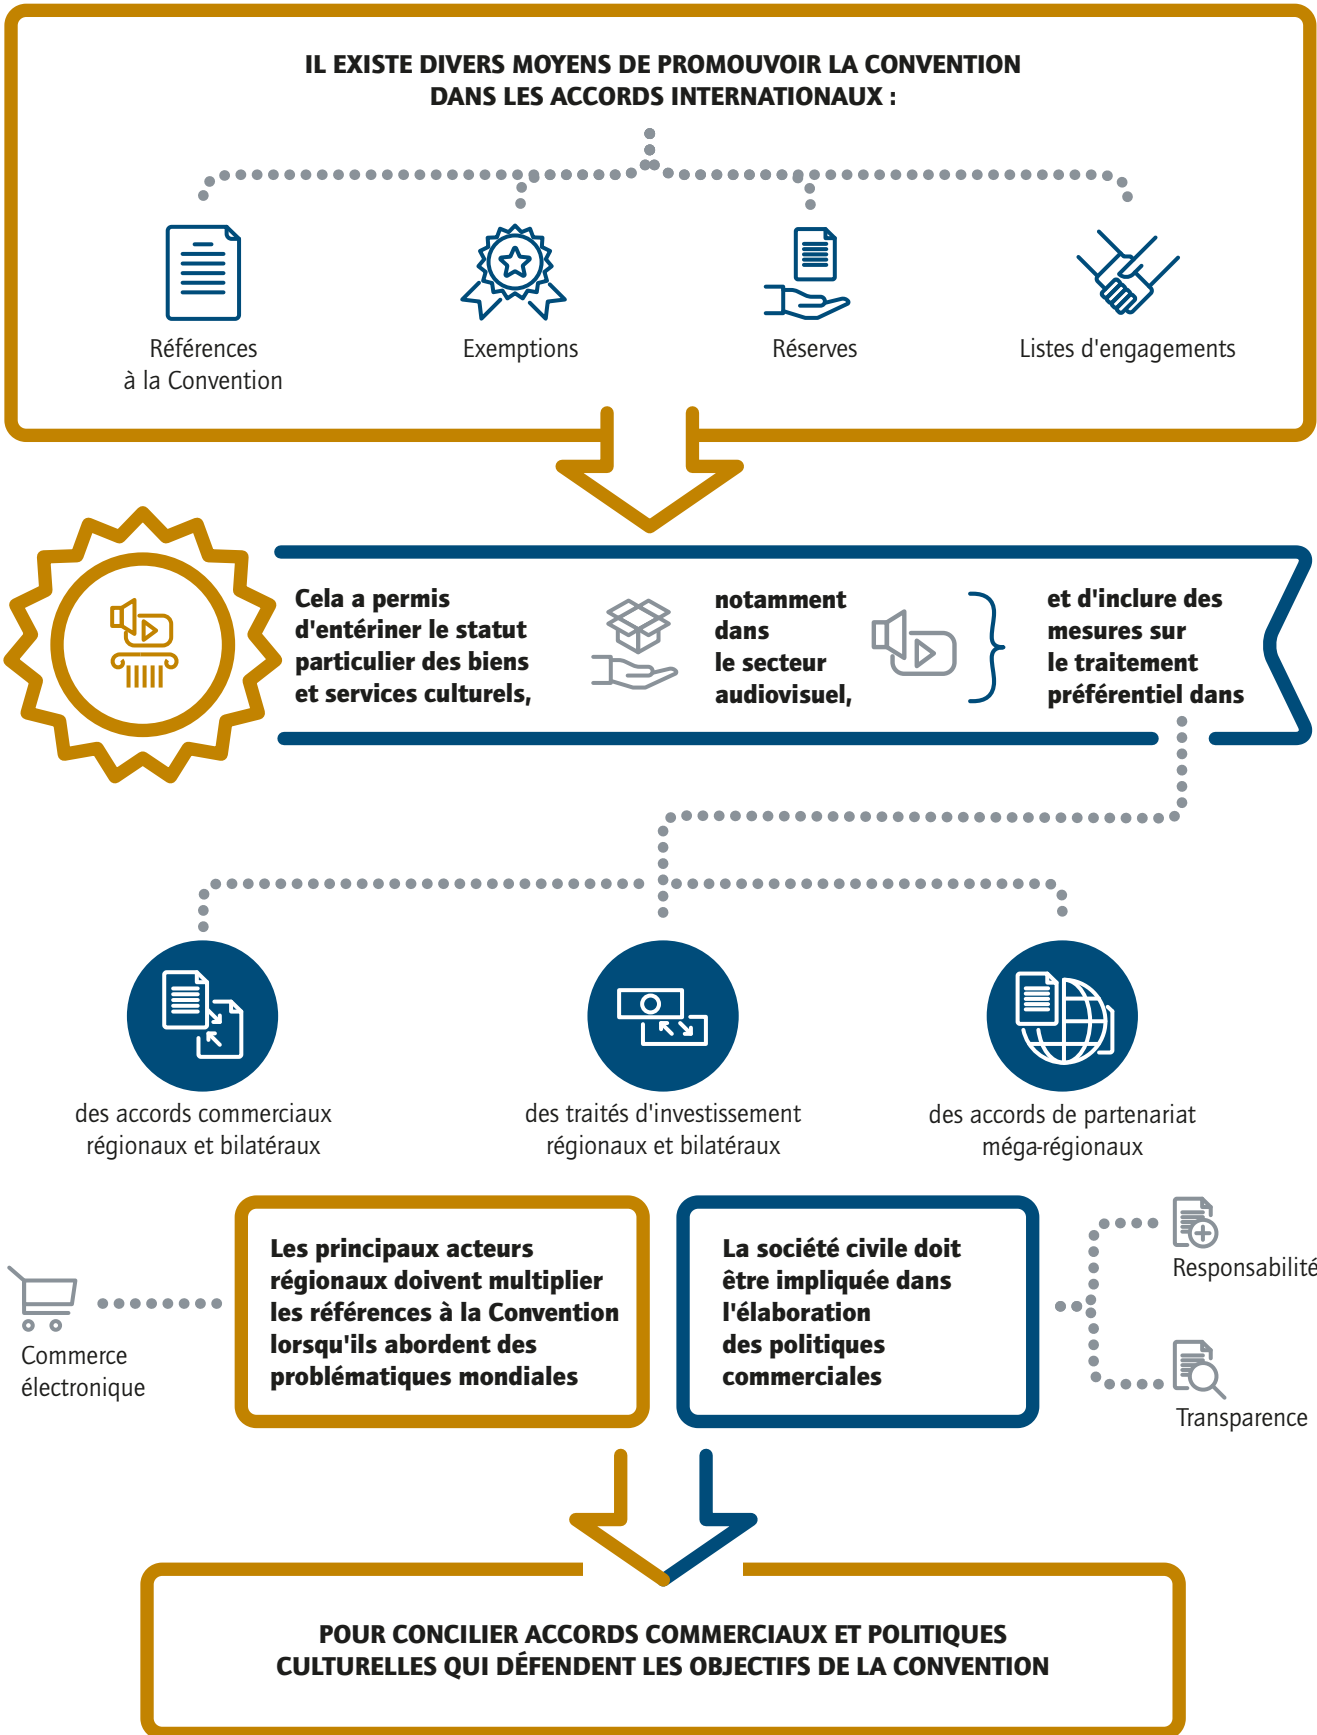 IL EXISTE DIVERS MOYENS DE PROMOUVOIR LA CONVENTION
DANS LES ACCORDS INTERNATIONAUX :
Références
à la Convention
Exemptions
Réserves
Listes d'engagements
Cela a permis
d'entériner le statut
particulier des biens
et services culturels,
notamment
dans
le secteur
audiovisuel,
et d'inclure des
mesures sur
le traitement
préférentiel dans
des accords commerciaux
régionaux et bilatéraux
des traités d'investissement
régionaux et bilatéraux
des accords de partenariat
méga-régionaux
Commerce
électronique
Les principaux acteurs
régionaux doivent multiplier
les références à la Convention
lorsqu'ils abordent des
problématiques mondiales
La société civile doit
être impliquée dans
l'élaboration
des politiques
commerciales
Responsabilité
Transparence
POUR CONCILIER ACCORDS COMMERCIAUX ET POLITIQUES
CULTURELLES QUI DÉFENDENT LES OBJECTIFS DE LA CONVENTION